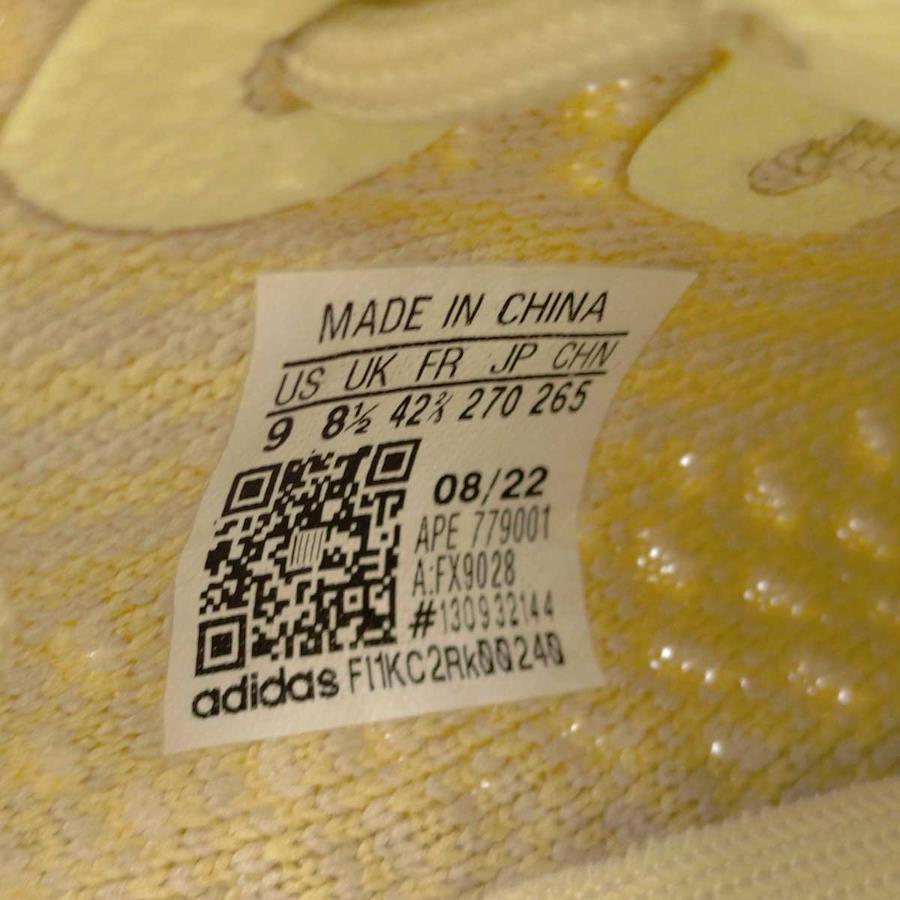 MADE IN CHINA
US UK FR JP CHN
9 8½ 42⅔ 270 265
08/22
APE 779001
A:FX9028
#130932144
adidas FI1KC2Rk00240